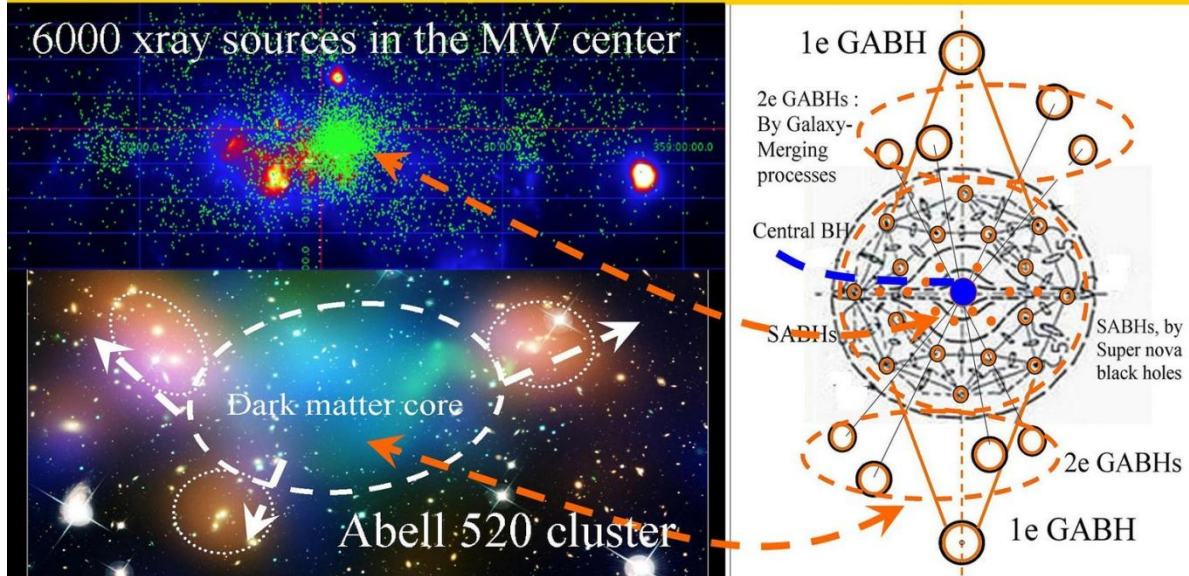 6000 xray sources in the MW center
Dark matter core
Abell 520 cluster
1e GABH
2e GABHs :
By Galaxy-
Merging
processes
Central BH
SABHs
SABHs, by
Super nova
black holes
2e GABHs
1e GABH